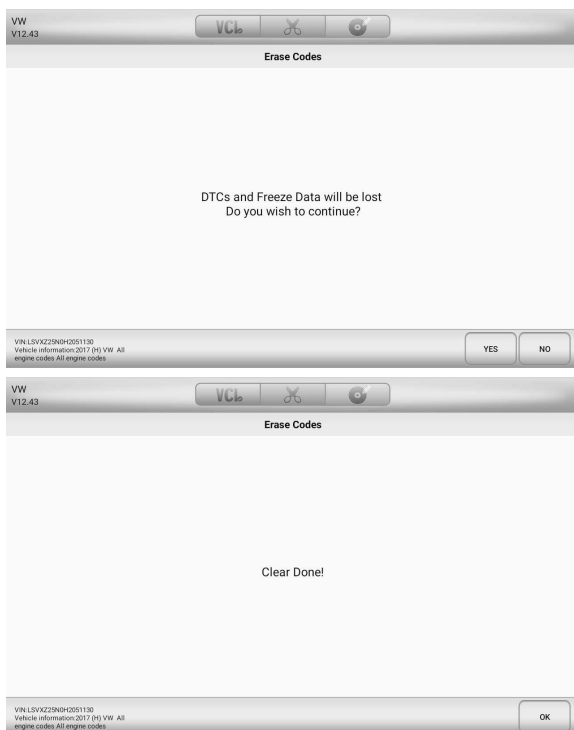 VW
V12.43
VCI
Erase Codes
DTCs and Freeze Data will be lost
Do you wish to continue?
VIN:LSVXZ25N0H2051130
Vehicle information:2017 (H) VW All
engine codes All engine codes
YES
NO
VW
V12.43
VCI
Erase Codes
Clear Done!
VIN:LSVXZ25N0H2051130
Vehicle information:2017 (H) VW All
engine codes All engine codes
OK